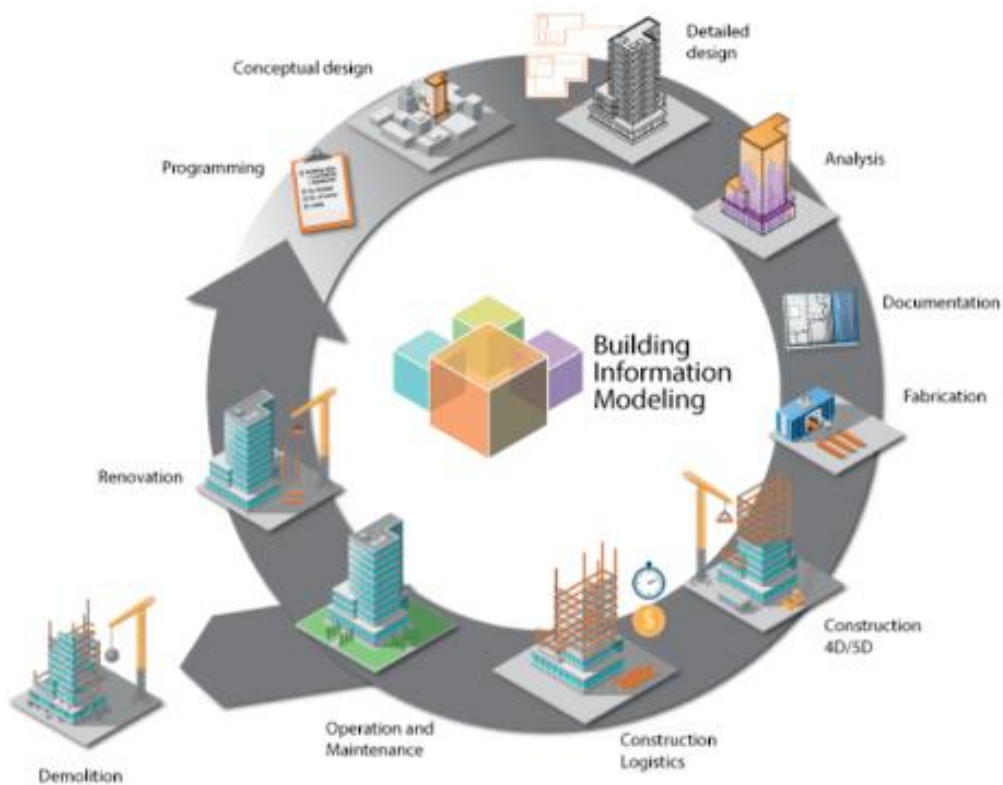 Detailed
design
Conceptual design
Analysis
Programming
Documentation
Building
Information
Modeling
Fabrication
Renovation
Construction
4D/5D
Operation and
Maintenance
Construction
Logistics
Demolition
$